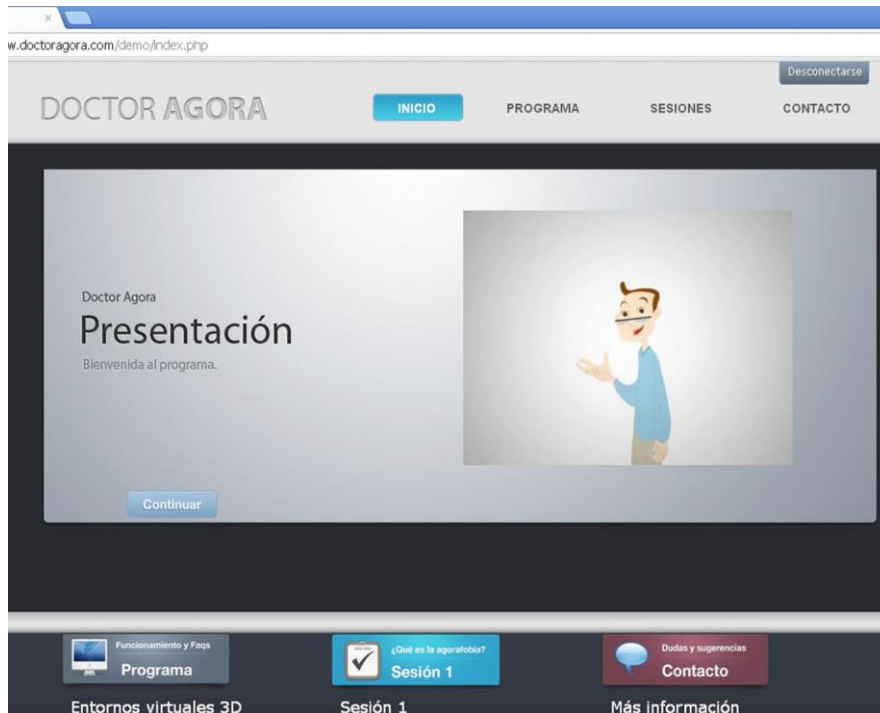 w.doctoragora.com/demo/index.php
Desconectarse
DOCTOR AGORA
INICIO
PROGRAMA
SESIONES
CONTACTO
Doctor Agora
Presentación
Bienvenida al programa.
Continuar
Funcionamiento y Faqs
Programa
¿Qué es la agorafobia?
Sesión 1
Dudas y sugerencias
Contacto
Entornos virtuales 3D
Sesión 1
Más información